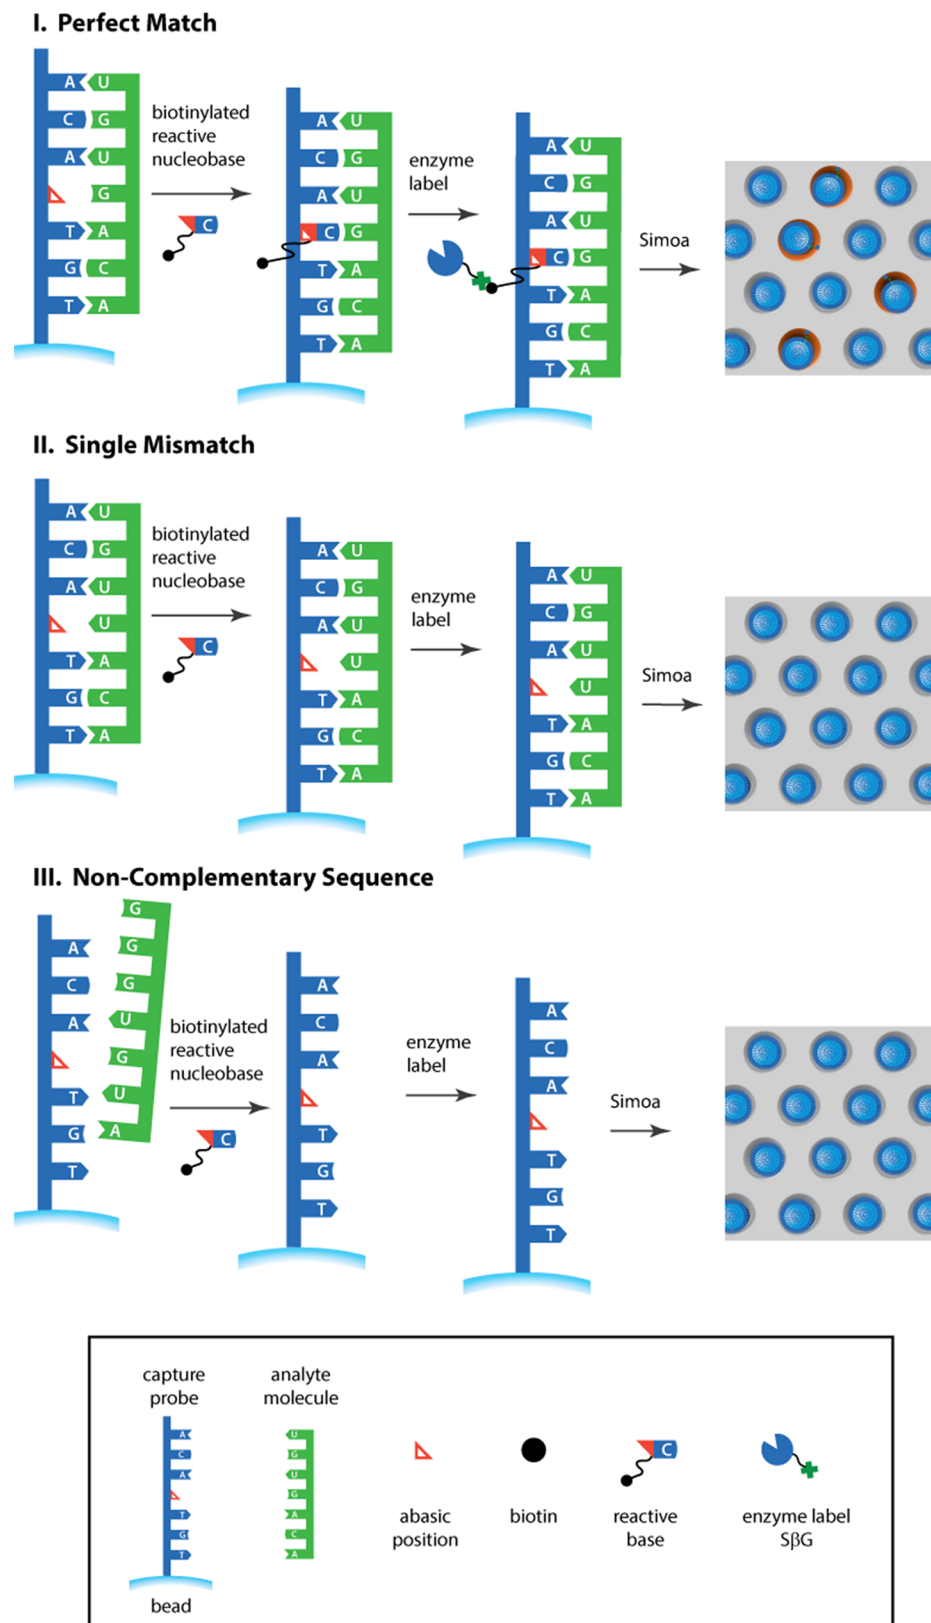 I. Perfect Match
A U
C G
A U
G
T A
G C
T A
biotinylated
reactive
nucleobase
C
A U
C G
A U
C G
T A
G C
T A
enzyme
label
A U
C G
A U
C G
T A
G C
T A
Simoa
II. Single Mismatch
A U
C G
A U
U
T A
G C
T A
biotinylated
reactive
nucleobase
C
A U
C G
A U
U
T A
G C
T A
enzyme
label
A U
C G
A U
U
T A
G C
T A
Simoa
III. Non-Complementary Sequence
A
C
A
T
G
T
G
G
G
U
G
U
A
biotinylated
reactive
nucleobase
C
A
C
A
T
G
T
enzyme
label
A
C
A
T
G
T
Simoa
capture
probe
A
C
A
T
G
T
bead
analyte
molecule
U
G
U
G
A
C
A
abasic
position
biotin
C
reactive
base
enzyme label
SβG